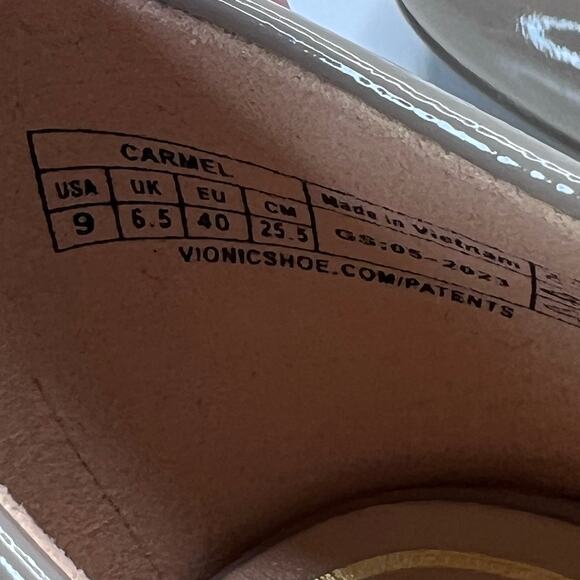 CARMEL
USA UK EU CM Made in Vietnam
9 6.5 40 25.5 GS:05-2023
VIONICSHOE.COM/PATENTS